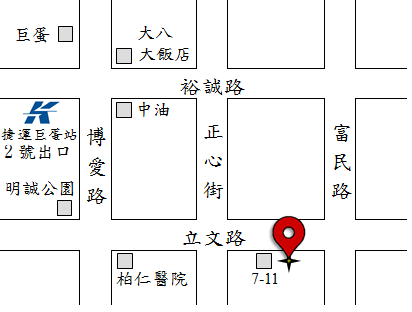 巨蛋
大八
大飯店
裕誠路
捷運巨蛋站
2 號出口
中油
博愛路
正心街
富民路
明誠公園
立文路
柏仁醫院
7-11